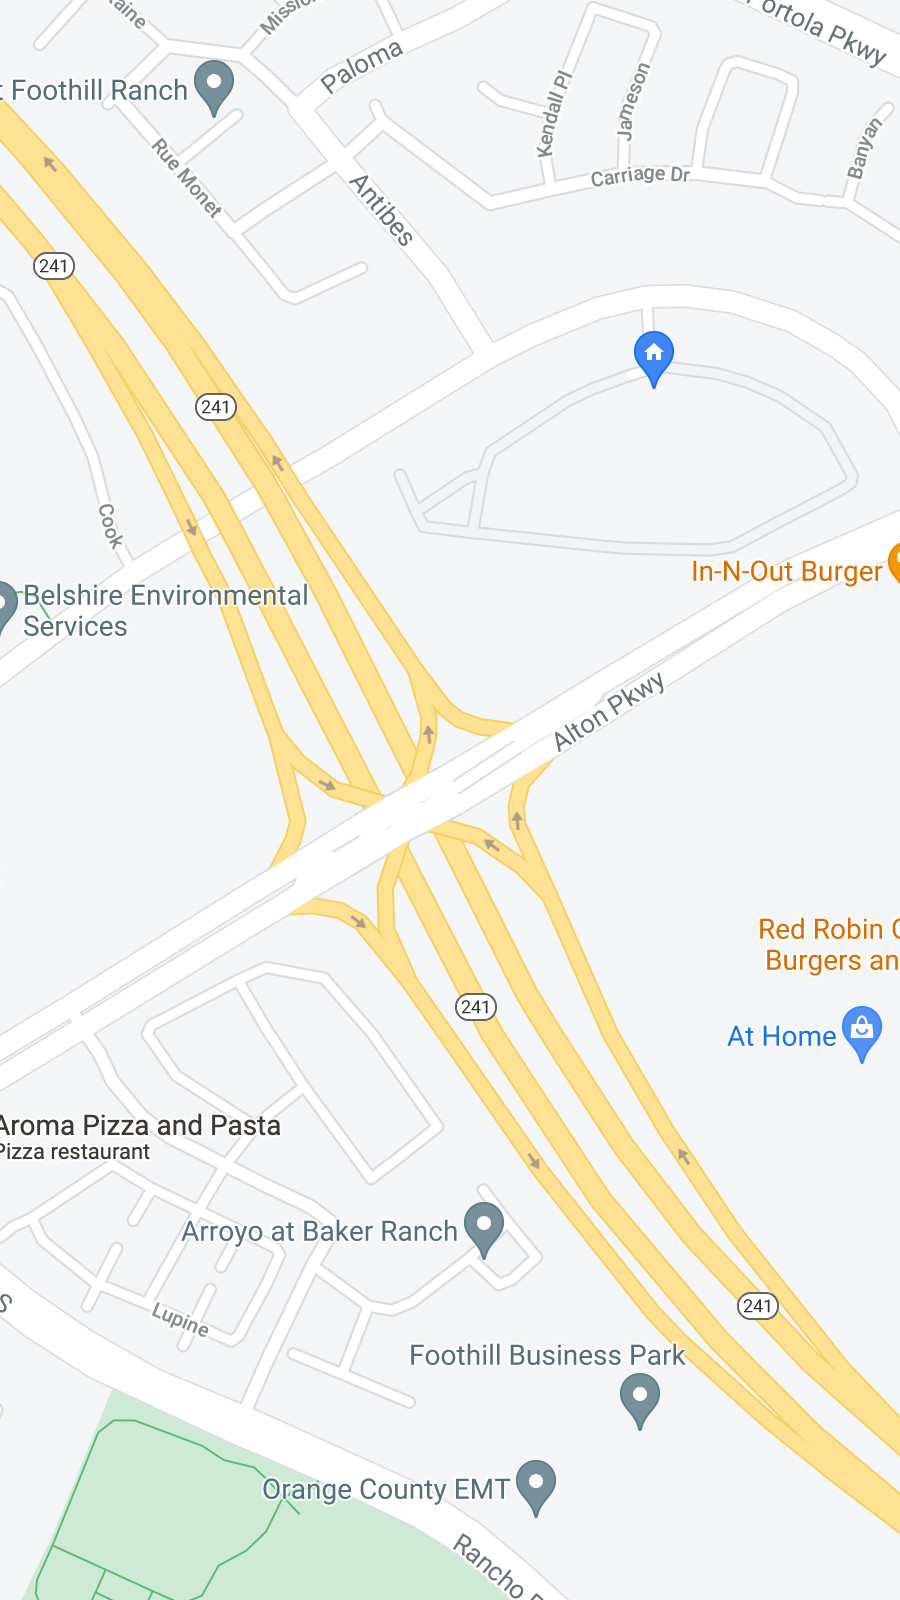 Portola Pkwy
Paloma
Foothill Ranch
Kendall Pl
Jameson
Banyan
Rue Monet
Carriage Dr
Antibes
241
241
Cook
In-N-Out Burger
Belshire Environmental
Services
Alton Pkwy
Red Robin
Burgers
At Home
241
Aroma Pizza and Pasta
Pizza restaurant
Arroyo at Baker Ranch
241
Lupine
Foothill Business Park
Orange County EMT
Rancho